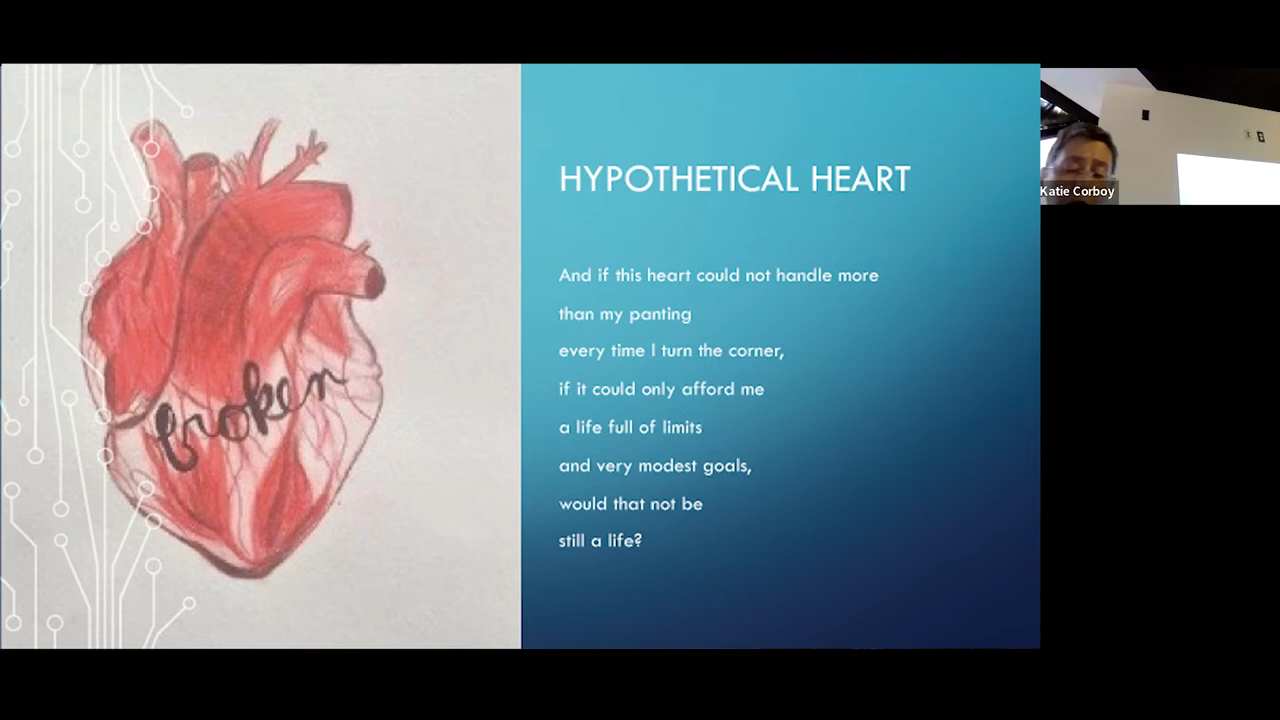 broken
HYPOTHETICAL HEART
And if this heart could not handle more
than my panting
every time I turn the corner,
if it could only afford me
a life full of limits
and very modest goals,
would that not be
still a life?
Katie Corboy